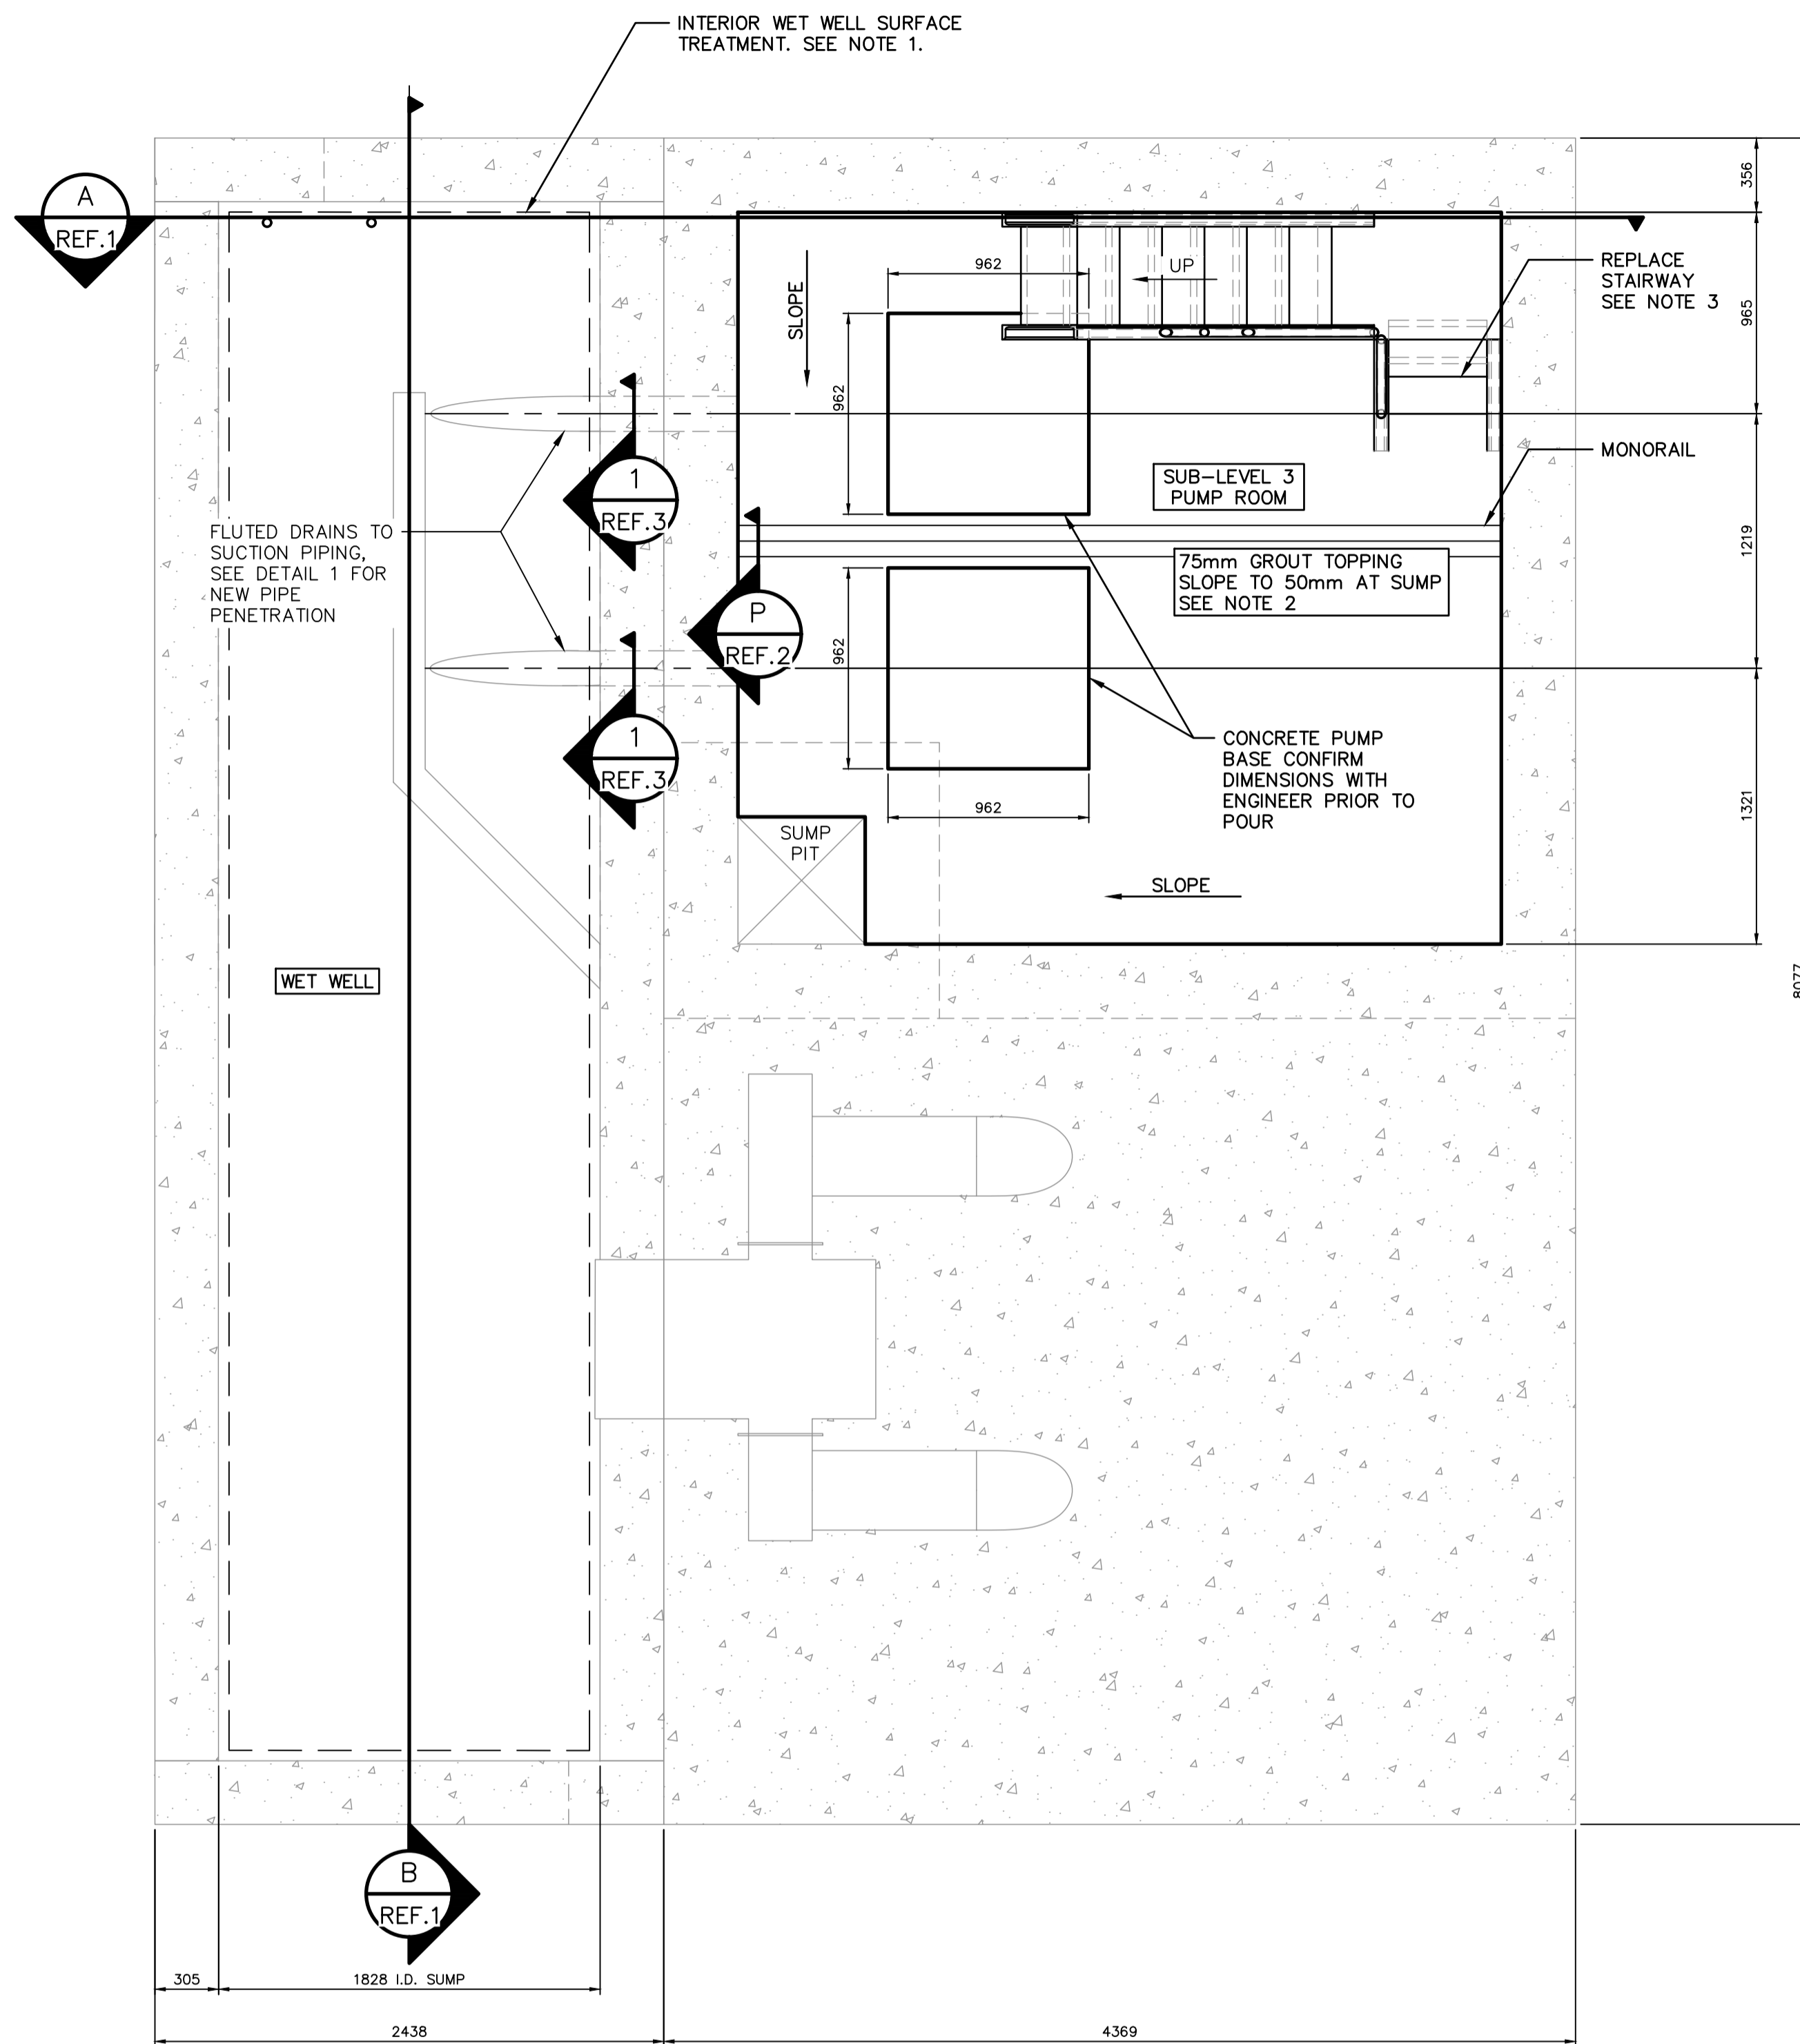 INTERIOR WET WELL SURFACE
TREATMENT. SEE NOTE 1.
A
REF.1
356
965
1219
1321
8077
SLOPE
962
UP
962
REPLACE
STAIRWAY
SEE NOTE 3
MONORAIL
SUB-LEVEL 3
PUMP ROOM
1
REF.3
FLUTED DRAINS TO
SUCTION PIPING,
SEE DETAIL 1 FOR
NEW PIPE
PENETRATION
75mm GROUT TOPPING
SLOPE TO 50mm AT SUMP
SEE NOTE 2
P
REF.2
962
1
REF.3
CONCRETE PUMP
BASE CONFIRM
DIMENSIONS WITH
ENGINEER PRIOR TO
POUR
962
SUMP
PIT
SLOPE
WET WELL
B
REF.1
305
1828 I.D. SUMP
2438
4369